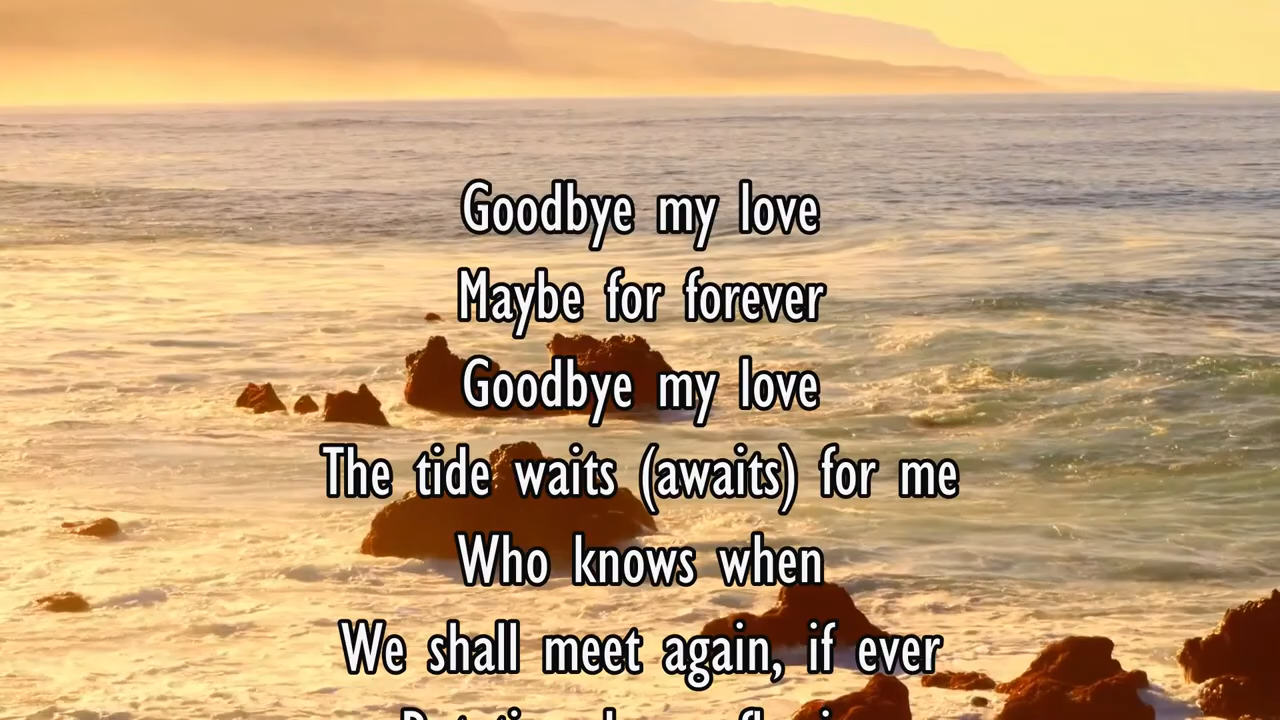 Goodbye my love
Maybe for forever
Goodbye my love
The tide waits (awaits) for me
Who knows when
We shall meet again, if ever